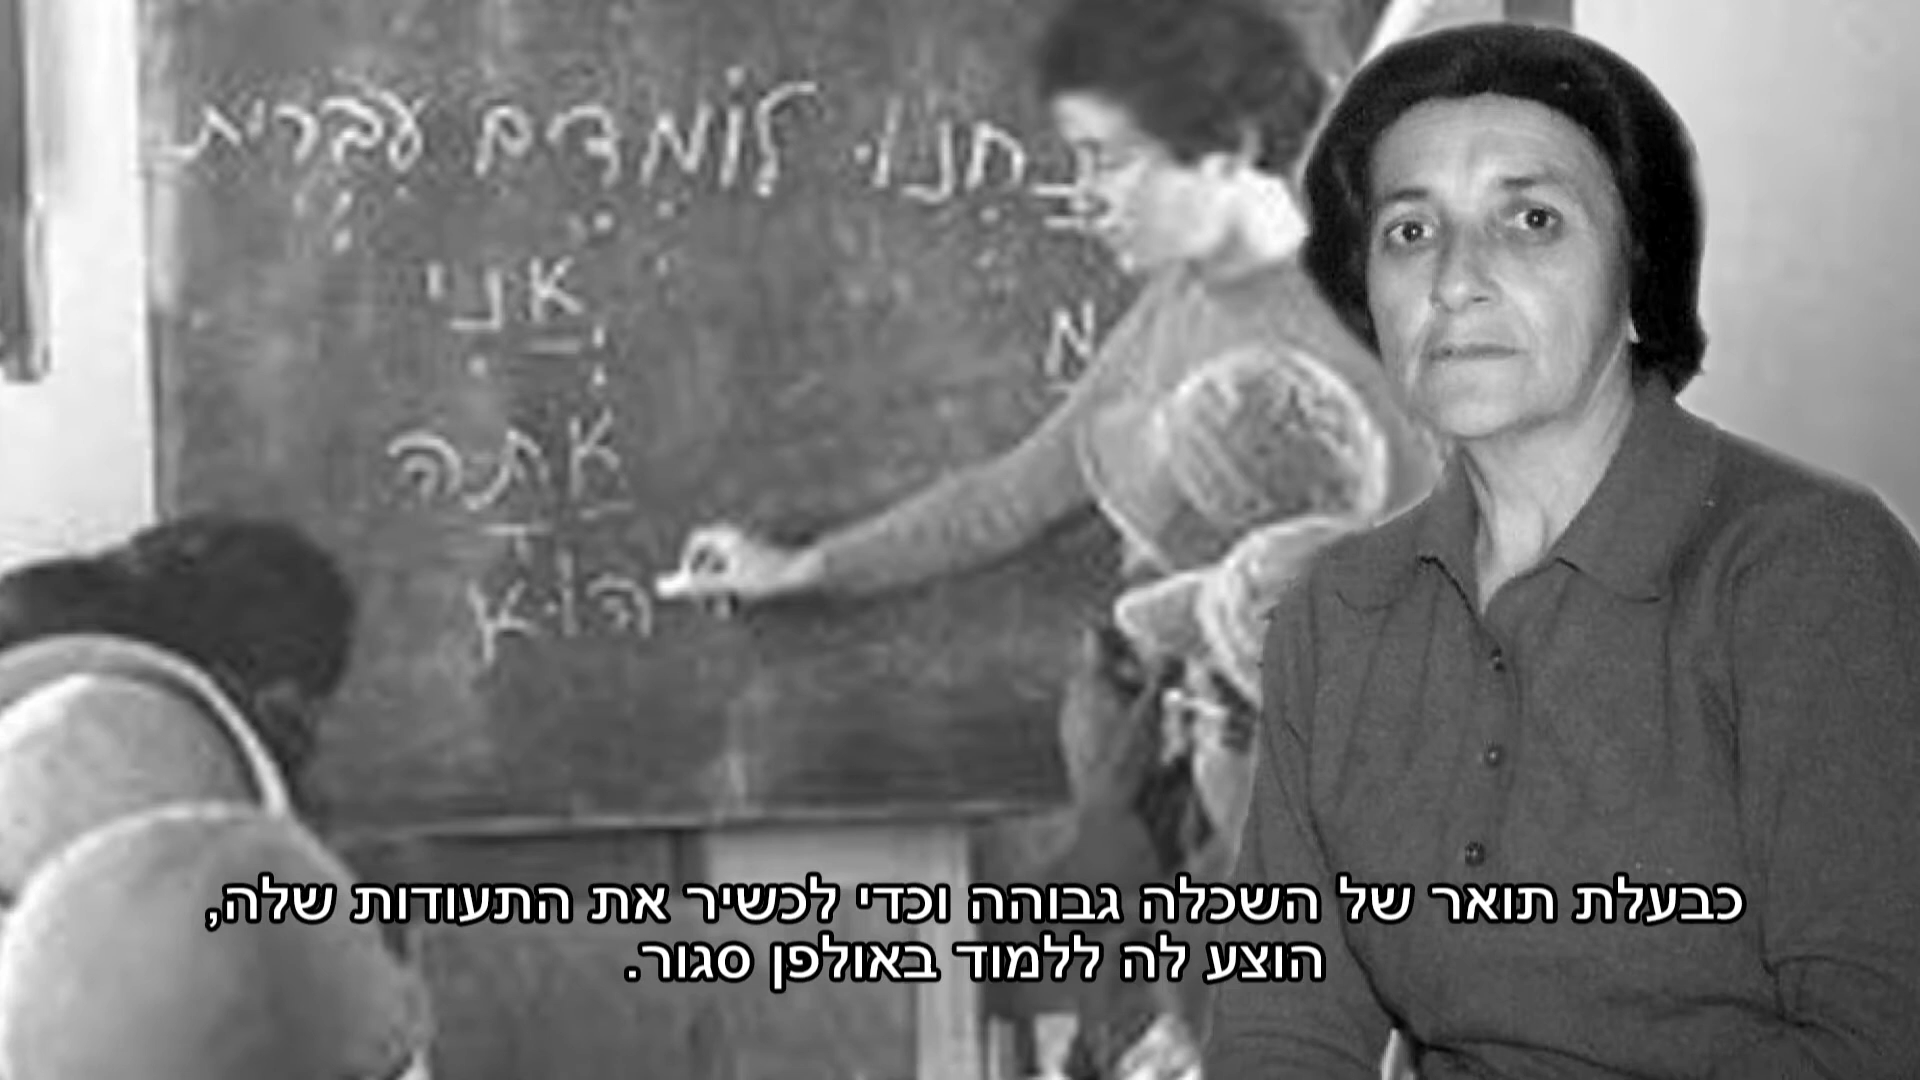 נחנו לומדים עברית
אני
מ
אתה
הוא
כבעלת תואר של השכלה גבוהה וכדי לכשיר את התעודות שלה,
הוצע לה ללמוד באולפן סגור.